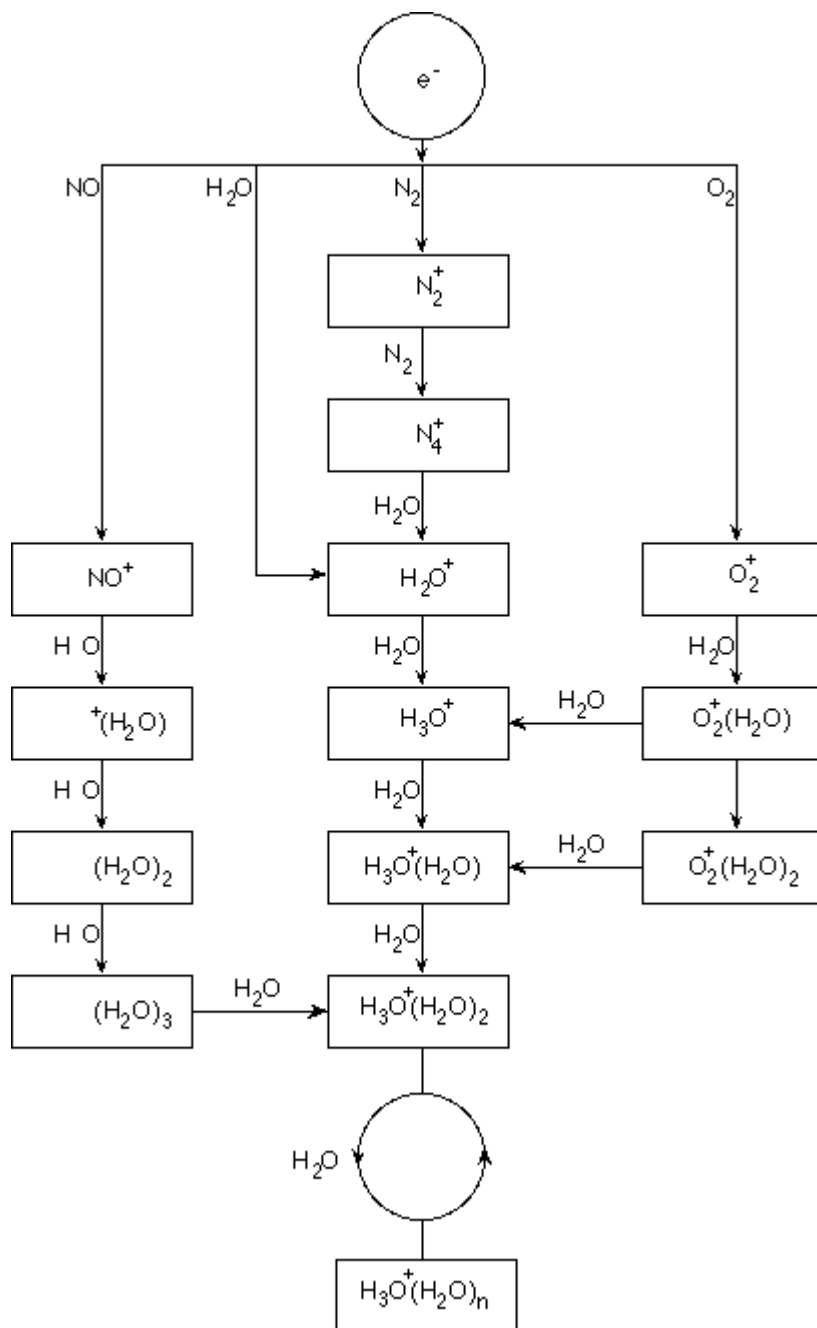 e⁻
NO H₂O N₂ O₂
N₂⁺
N₂
N₄⁺
H₂O
NO⁺ H₂O⁺ O₂⁺
H O H₂O H₂O
⁺(H₂O) H₃O⁺ H₂O O₂⁺(H₂O)
H O H₂O
(H₂O)₂ H₃O⁺(H₂O) H₂O O₂⁺(H₂O)₂
H O H₂O
(H₂O)₃ H₂O H₃O⁺(H₂O)₂
H₂O
H₃O⁺(H₂O)ₙ